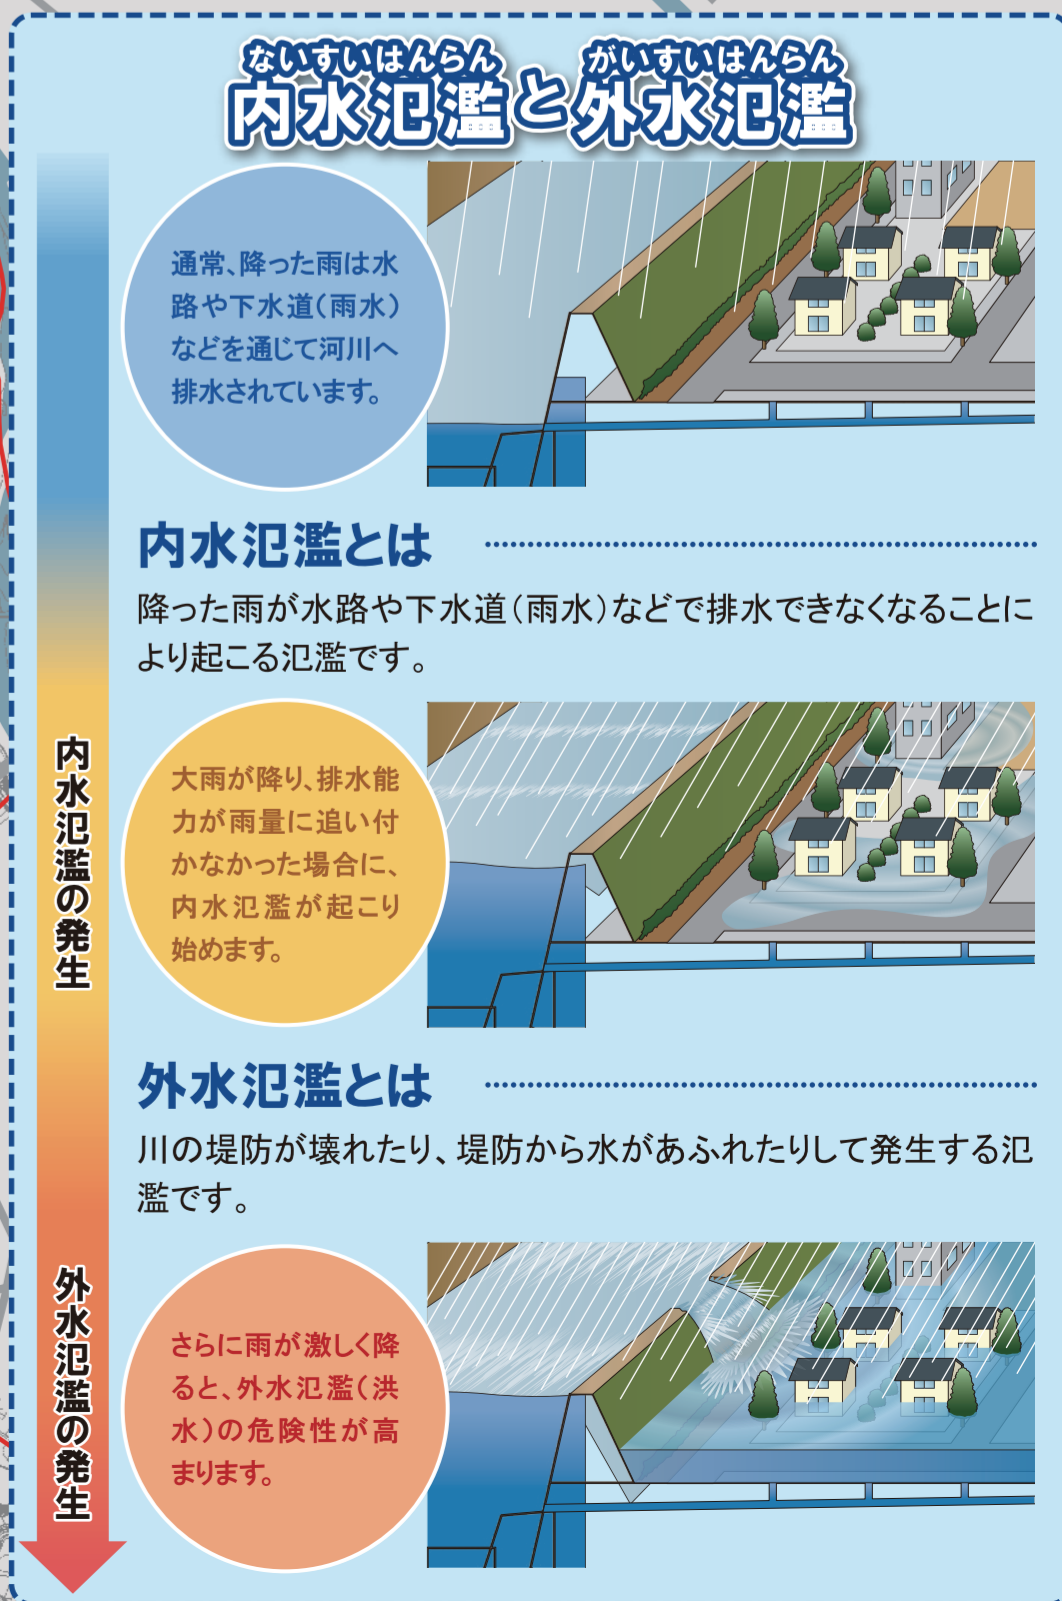 ないすいはんらん がいすいはんらん
内水氾濫と外水氾濫
通常、降った雨は水
路や下水道(雨水)
などを通じて河川へ
排水されています。
内水氾濫とは
降った雨が水路や下水道(雨水)などで排水できなくなることに
より起こる氾濫です。
内水氾濫の発生
大雨が降り、排水能
力が雨量に追い付
かなかった場合に、
内水氾濫が起こり
始めます。
外水氾濫とは
川の堤防が壊れたり、堤防から水があふれたりして発生する氾
濫です。
外水氾濫の発生
さらに雨が激しく降
ると、外水氾濫(洪
水)の危険性が高
まります。